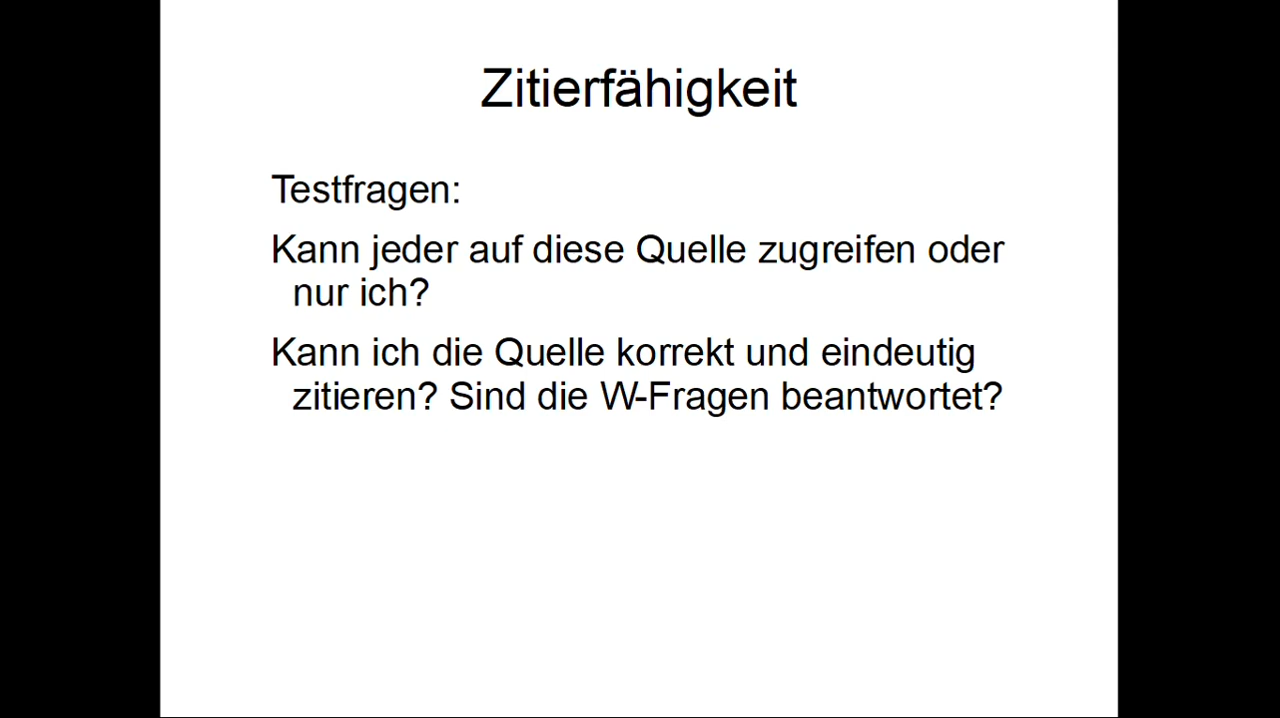 Zitierfähigkeit
Testfragen:
Kann jeder auf diese Quelle zugreifen oder
nur ich?
Kann ich die Quelle korrekt und eindeutig
zitieren? Sind die W-Fragen beantwortet?